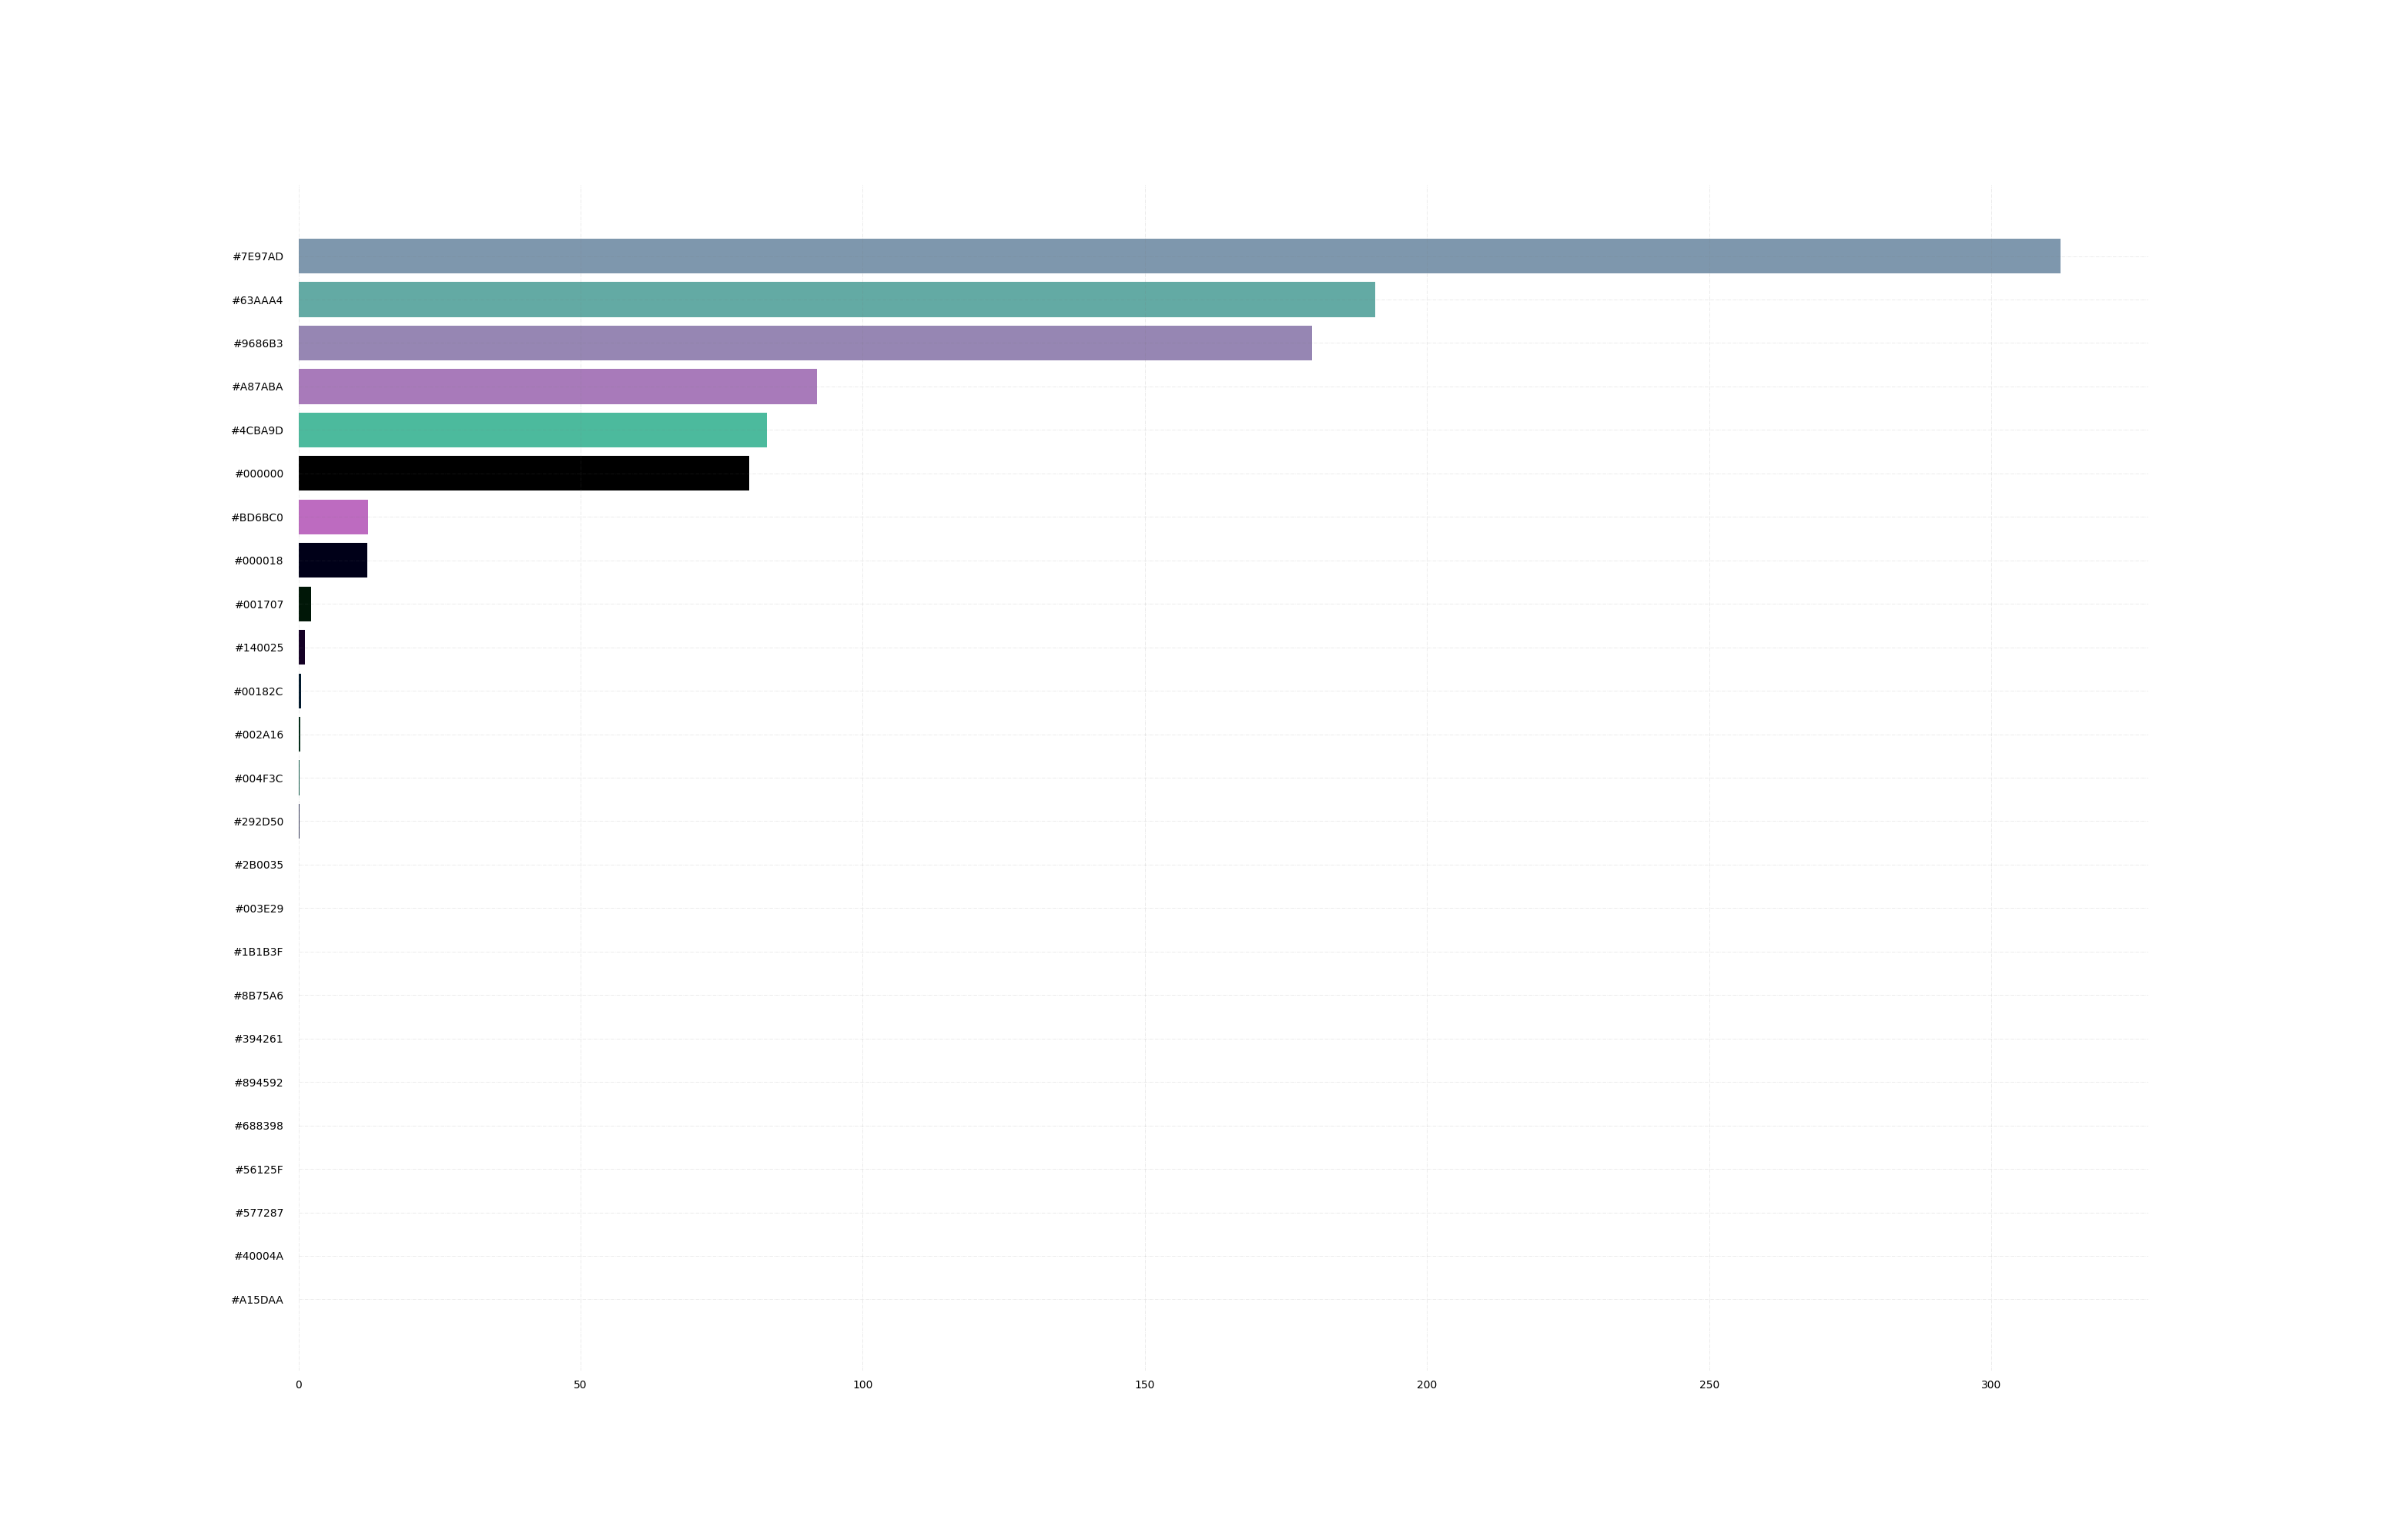 #7E97AD
#63AAA4
#9686B3
#A87ABA
#4CBA9D
#000000
#BD6BC0
#000018
#001707
#140025
#00182C
#002A16
#004F3C
#292D50
#2B0035
#003E29
#1B1B3F
#8B75A6
#394261
#894592
#688398
#56125F
#577287
#40004A
#A15DAA
0 50 100 150 200 250 300